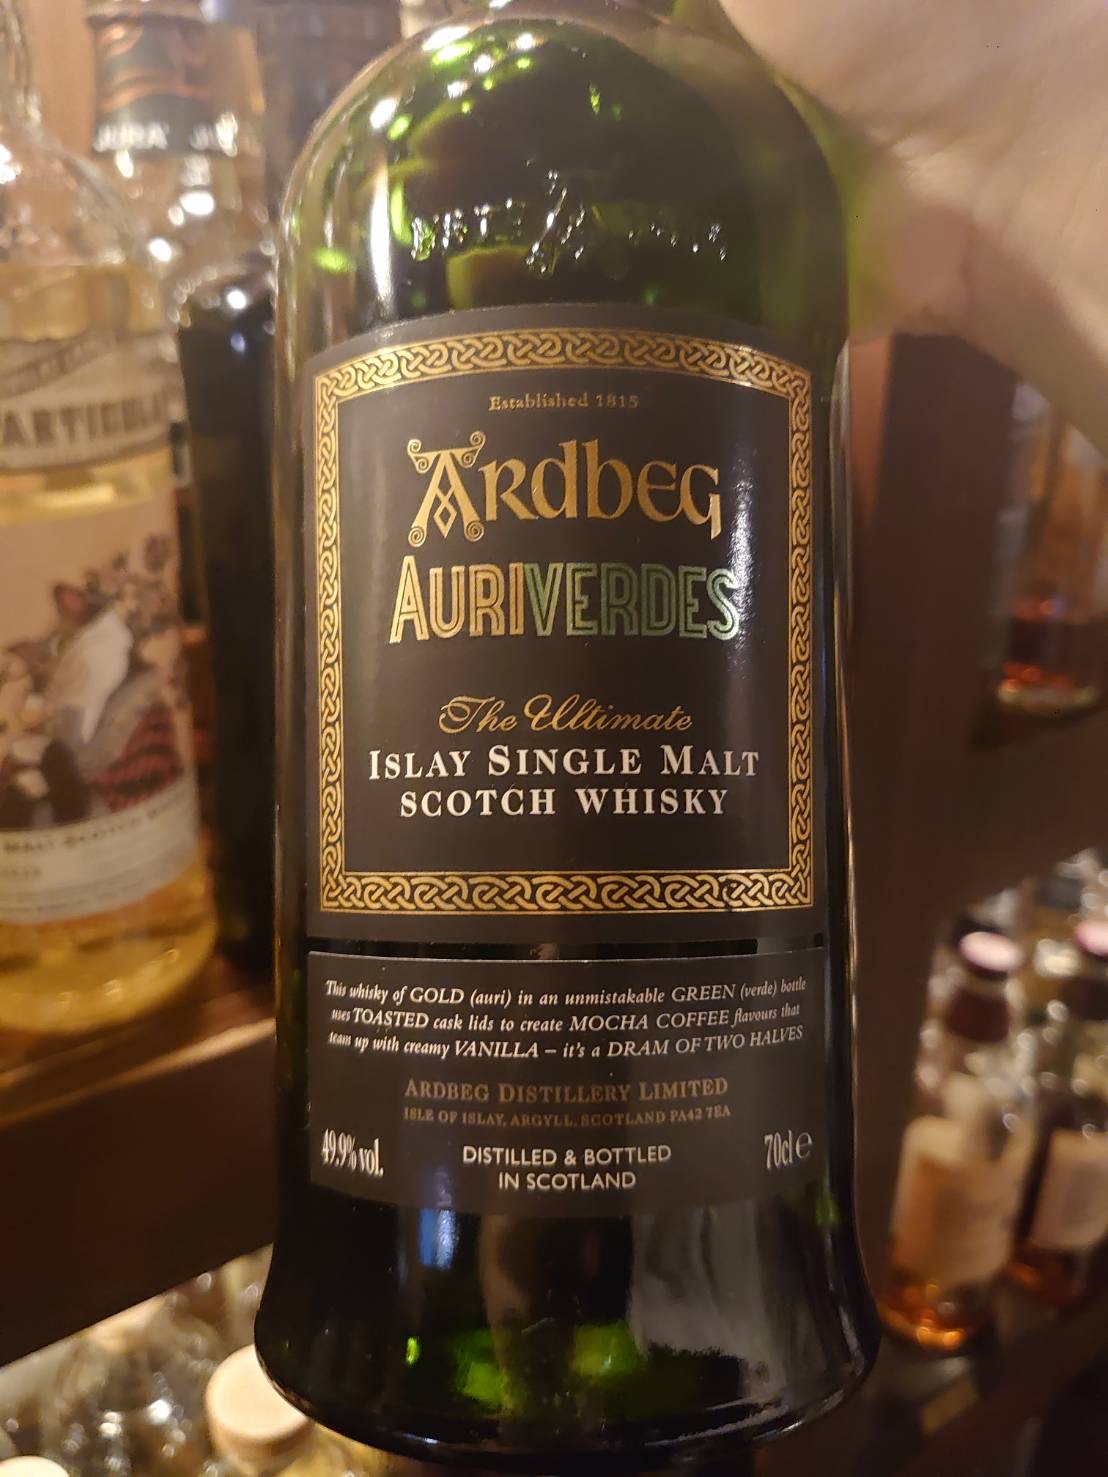 Established 1815
ARdbEG
AURIVERDES
The Ultimate
ISLAY SINGLE MALT
SCOTCH WHISKY
This whisky of GOLD (auri) in an unmistakable GREEN (verde) bottle
uses TOASTED cask lids to create MOCHA COFFEE flavours that
team up with creamy VANILLA – it's a DRAM OF TWO HALVES
ARDBEG DISTILLERY LIMITED
ISLE OF ISLAY, ARGYLL, SCOTLAND PA42 7EA
49.9% vol.
DISTILLED & BOTTLED
IN SCOTLAND
70cl e
JURA
MALT SCOTCH